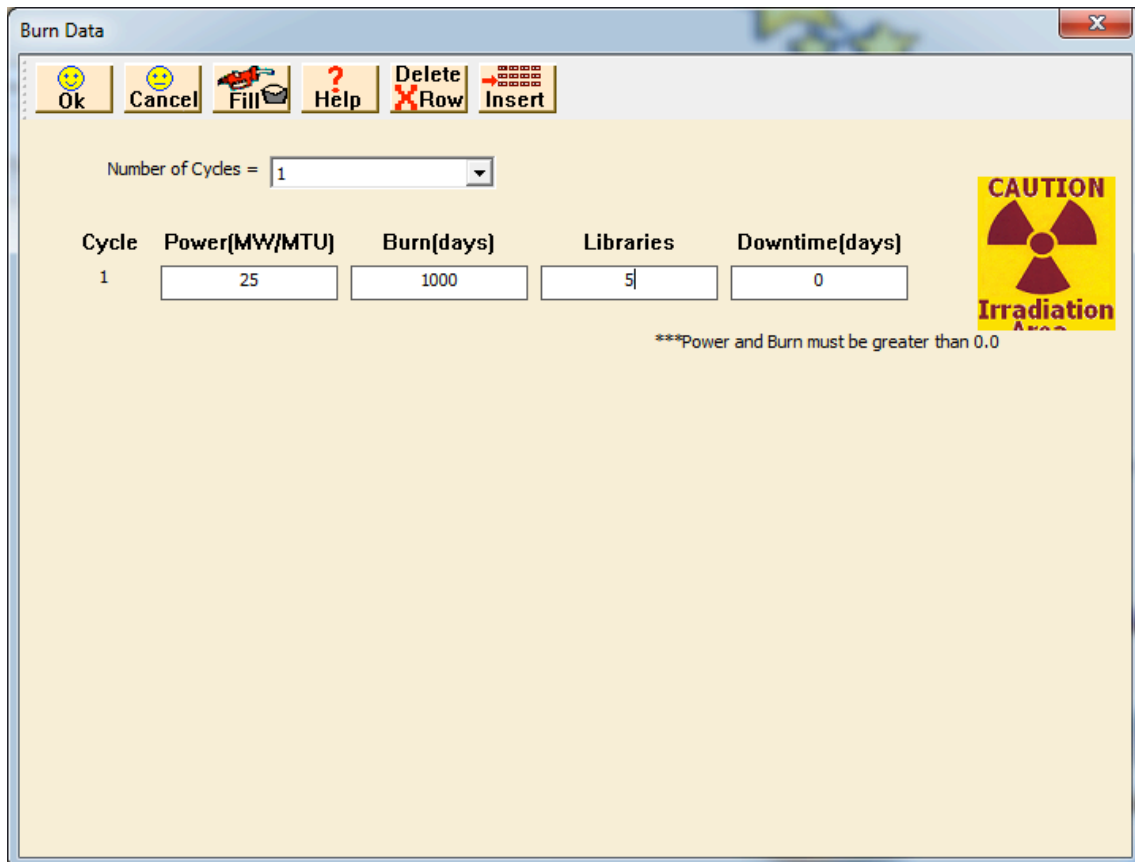 Burn Data
X
Ok Cancel Fill ? Help Delete X Row Insert
Number of Cycles = 1
Cycle Power(MW/MTU) Burn(days) Libraries Downtime(days)
1 25 1000 5 0
CAUTION
Irradiation
Area
***Power and Burn must be greater than 0.0